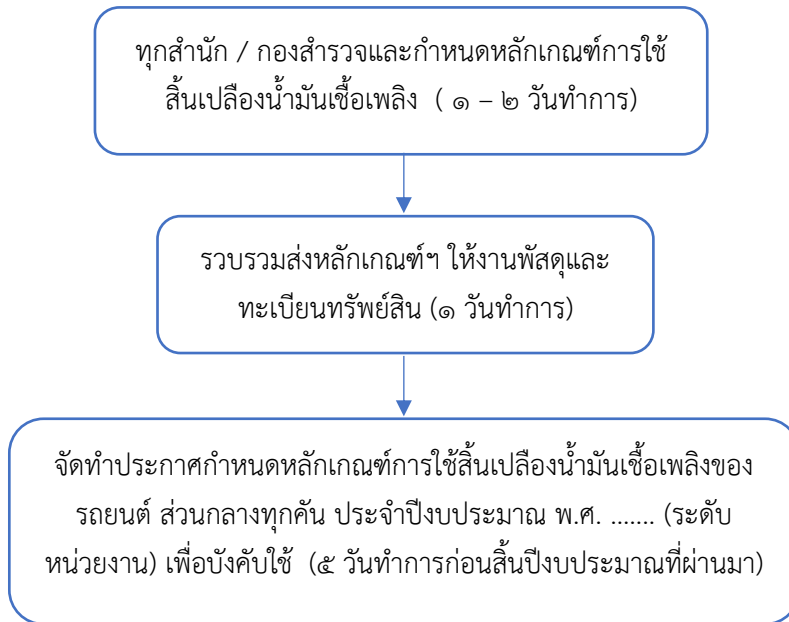 ทุกสำนัก / กองสำรวจและกำหนดหลักเกณฑ์การใช้
สิ้นเปลืองน้ำมันเชื้อเพลิง ( ๑ – ๒ วันทำการ)
รวบรวมส่งหลักเกณฑ์ฯ ให้งานพัสดุและ
ทะเบียนทรัพย์สิน (๑ วันทำการ)
จัดทำประกาศกำหนดหลักเกณฑ์การใช้สิ้นเปลืองน้ำมันเชื้อเพลิงของ
รถยนต์ ส่วนกลางทุกคัน ประจำปีงบประมาณ พ.ศ. ....... (ระดับ
หน่วยงาน) เพื่อบังคับใช้ (๕ วันทำการก่อนสิ้นปีงบประมาณที่ผ่านมา)